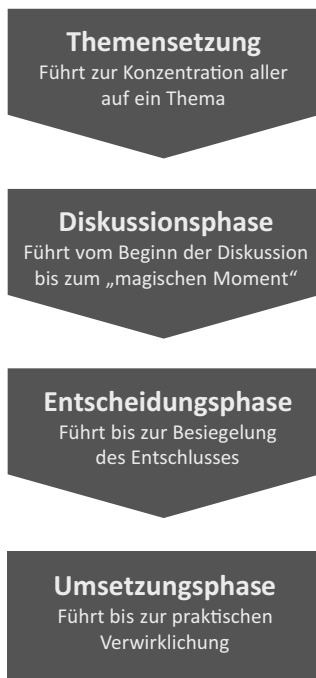 Themensetzung
Führt zur Konzentration aller
auf ein Thema
Diskussionsphase
Führt vom Beginn der Diskussion
bis zum „magischen Moment“
Entscheidungsphase
Führt bis zur Besiegelung
des Entschlusses
Umsetzungsphase
Führt bis zur praktischen
Verwirklichung